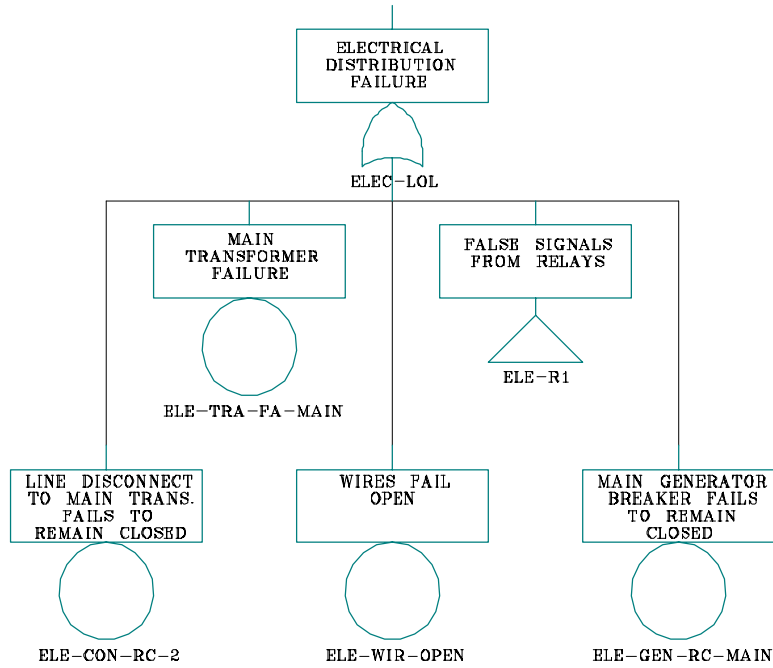 ELECTRICAL
DISTRIBUTION
FAILURE
ELEC-LOL
MAIN
TRANSFORMER
FAILURE
ELE-TRA-FA-MAIN
FALSE SIGNALS
FROM RELAYS
ELE-R1
LINE DISCONNECT
TO MAIN TRANS.
FAILS TO
REMAIN CLOSED
ELE-CON-RC-2
WIRES FAIL
OPEN
ELE-WIR-OPEN
MAIN GENERATOR
BREAKER FAILS
TO REMAIN
CLOSED
ELE-GEN-RC-MAIN